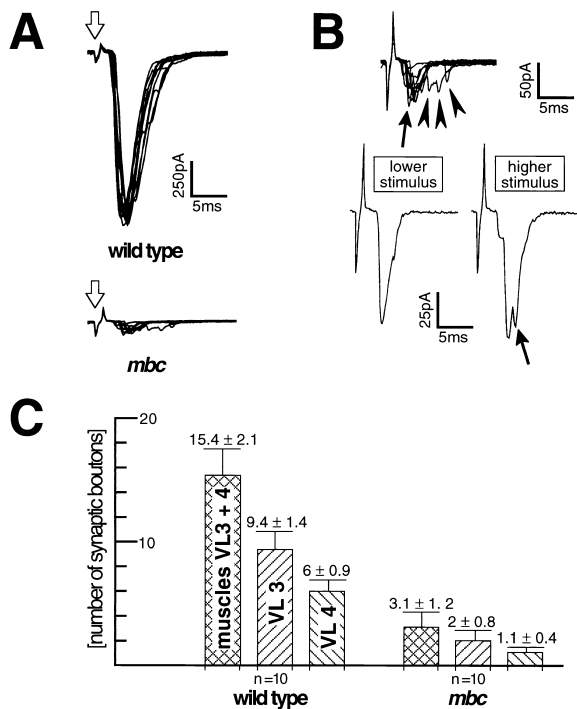 A
B
50pA
5ms
lower
stimulus
higher
stimulus
250pA
5ms
wild type
25pA
5ms
mbc
C
[number of synaptic boutons]
20
10
15.4 ± 2.1
muscles VL3 + 4
9.4 ± 1.4
VL 3
6 ± 0.9
VL 4
3.1 ± 1. 2
2 ± 0.8
1.1 ± 0.4
n=10
n=10
wild type
mbc